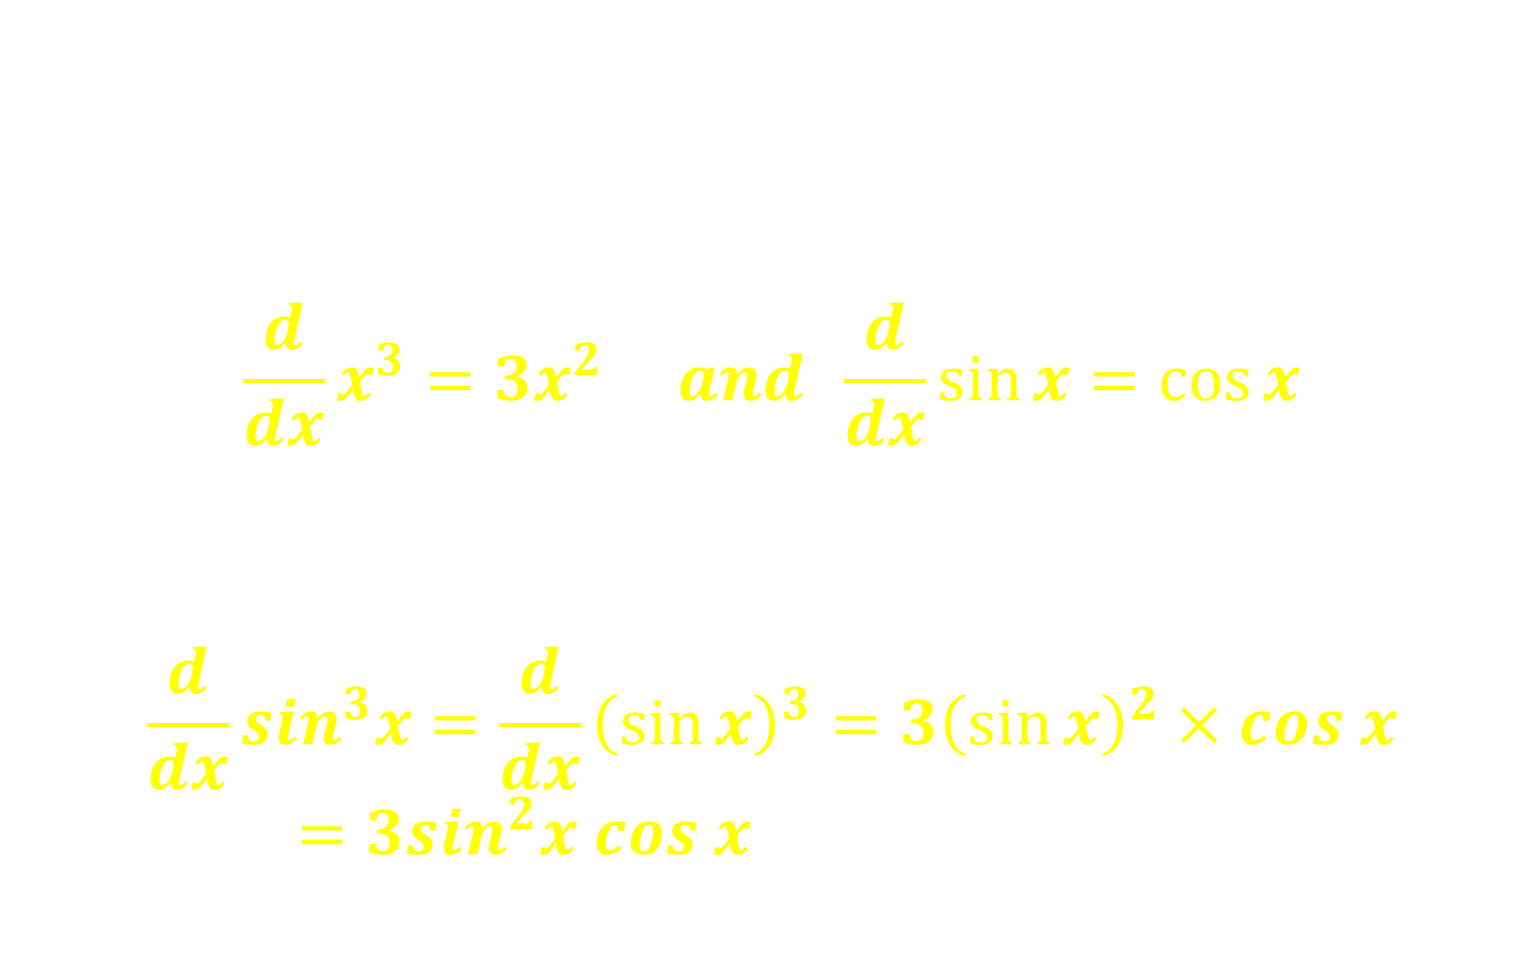 d/dx x³ = 3x² and d/dx sin x = cos x
d/dx sin³x = d/dx (sin x)³ = 3(sin x)² × cos x
= 3sin²x cos x